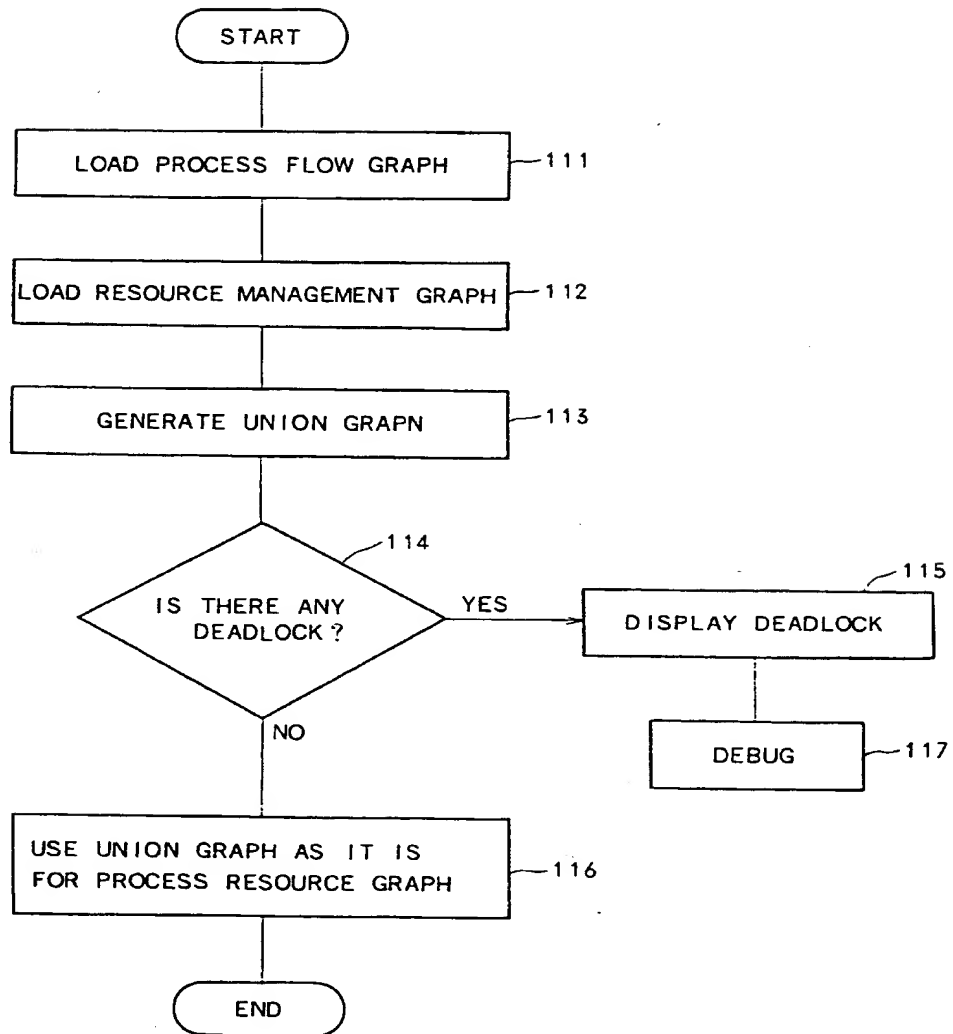 START
LOAD PROCESS FLOW GRAPH
111
LOAD RESOURCE MANAGEMENT GRAPH
112
GENERATE UNION GRAPN
113
IS THERE ANY
DEADLOCK?
114
YES
DISPLAY DEADLOCK
115
DEBUG
117
NO
USE UNION GRAPH AS IT IS
FOR PROCESS RESOURCE GRAPH
116
END